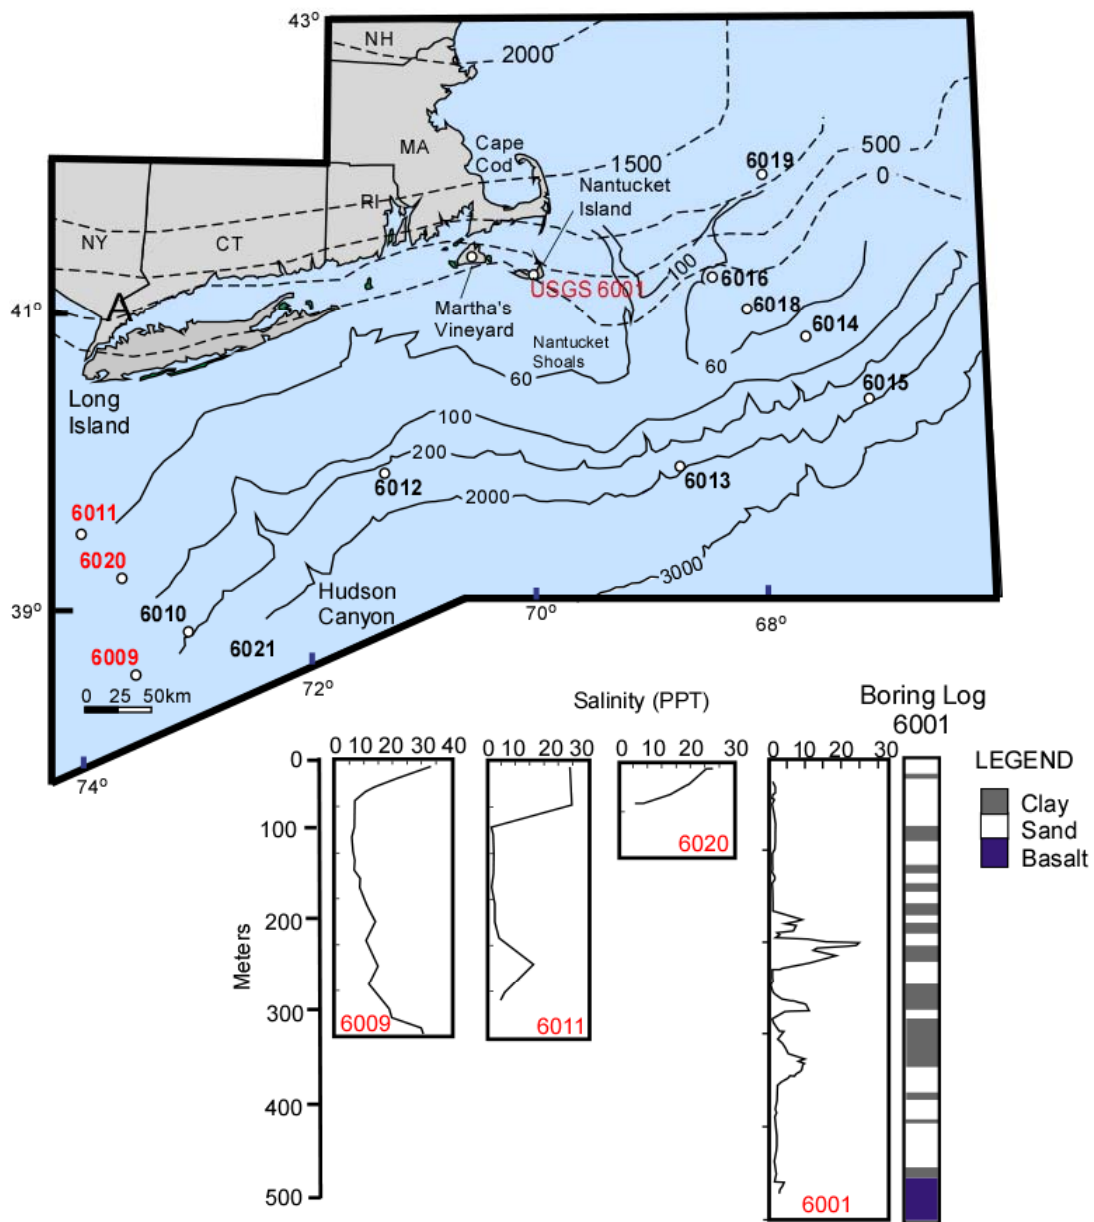 43°
NH
2000
MA
Cape
Cod
1500
6019
500
0
Nantucket
Island
RI
NY
CT
100
6016
USGS 6001
A
41°
Martha's
Vineyard
6018
6014
Nantucket
Shoals
60
60
6015
Long
Island
100
200
6012
2000
6013
6011
6020
3000
39°
6010
Hudson
Canyon
70°
68°
6021
6009
0 25 50km
72°
74°
Salinity (PPT)
Boring Log
6001
0 10 20 30 40
0 10 20 30
0 10 20 30
0 10 20 30
LEGEND
Clay
Sand
Basalt
Meters
0
100
200
300
400
500
6009
6011
6020
6001